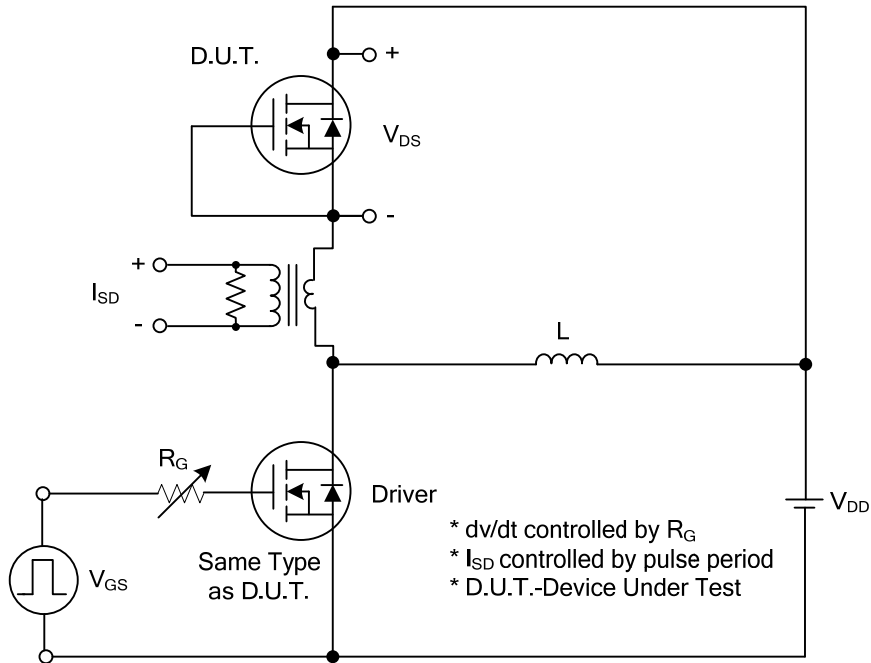 D.U.T.
+
V_DS
-
+
I_SD
-
L
R_G
Driver
V_DD
Same Type
as D.U.T.
V_GS
* dv/dt controlled by R_G
* I_SD controlled by pulse period
* D.U.T.-Device Under Test